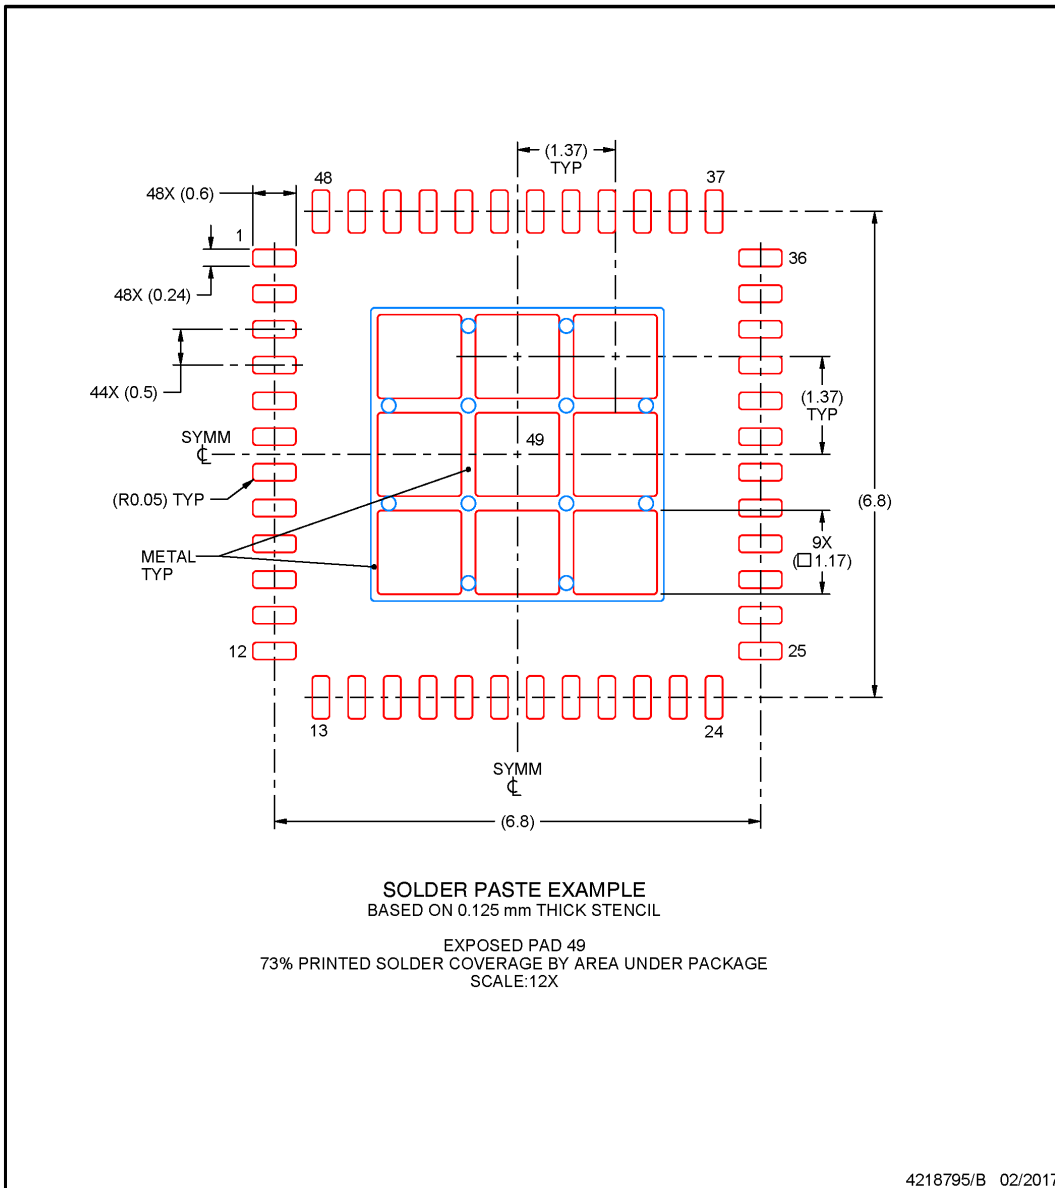 (1.37)
TYP
48
37
48X (0.6)
1
36
48X (0.24)
44X (0.5)
(1.37)
TYP
SYMM
℄
49
(R0.05) TYP
(6.8)
METAL
TYP
9X
(□1.17)
12
25
13
24
SYMM
℄
(6.8)
SOLDER PASTE EXAMPLE
BASED ON 0.125 mm THICK STENCIL
EXPOSED PAD 49
73% PRINTED SOLDER COVERAGE BY AREA UNDER PACKAGE
SCALE:12X
4218795/B 02/2017